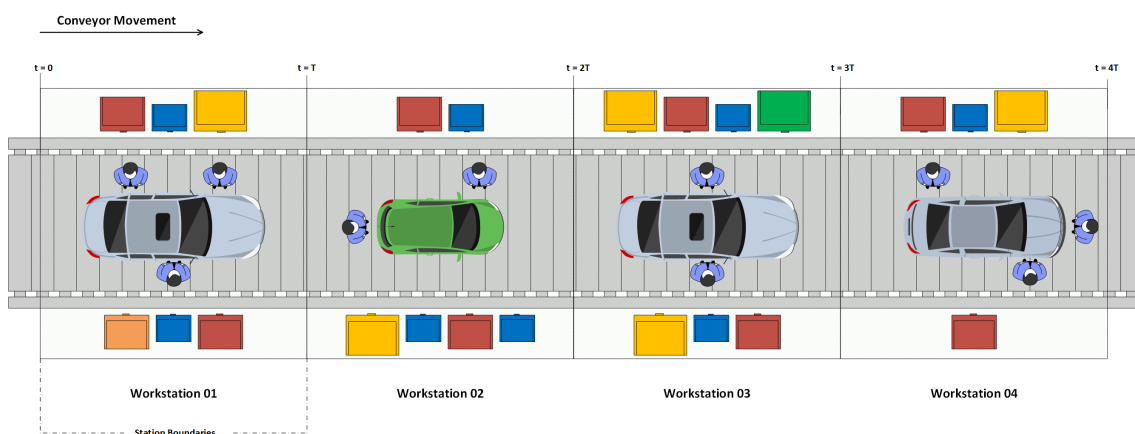 Conveyor Movement
t = 0
t = T
t = 2T
t = 3T
t = 4T
Workstation 01
Workstation 02
Workstation 03
Workstation 04
Station Boundaries